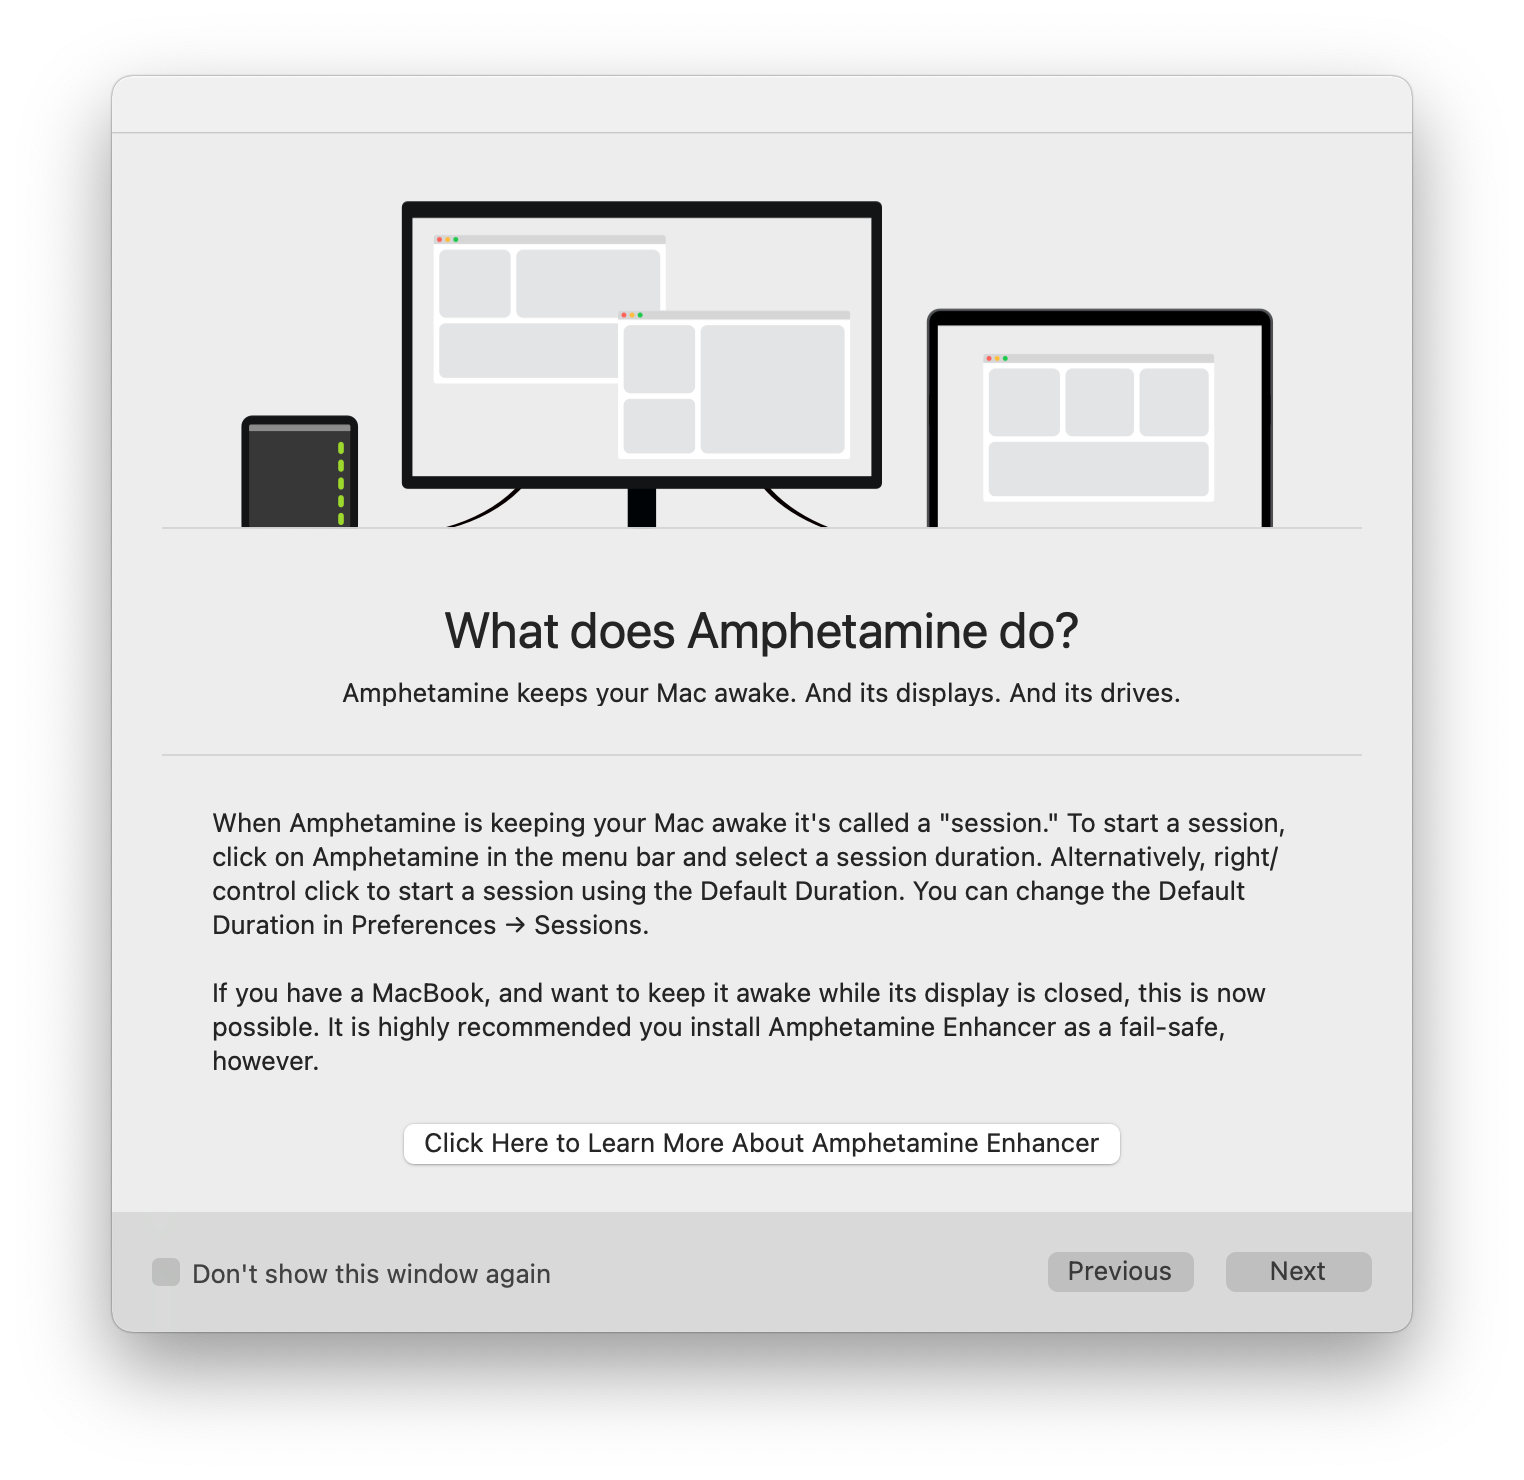 What does Amphetamine do?
Amphetamine keeps your Mac awake. And its displays. And its drives.
When Amphetamine is keeping your Mac awake it's called a "session." To start a session,
click on Amphetamine in the menu bar and select a session duration. Alternatively, right/
control click to start a session using the Default Duration. You can change the Default
Duration in Preferences → Sessions.
If you have a MacBook, and want to keep it awake while its display is closed, this is now
possible. It is highly recommended you install Amphetamine Enhancer as a fail-safe,
however.
Click Here to Learn More About Amphetamine Enhancer
Don't show this window again
Previous
Next